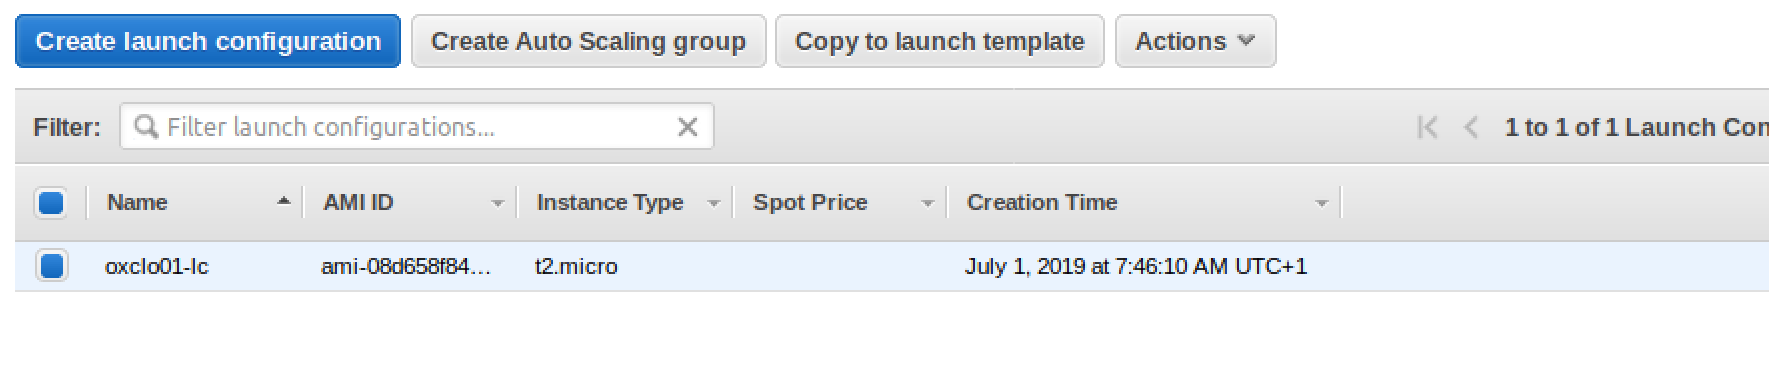 Create launch configuration Create Auto Scaling group Copy to launch template Actions
Filter: Filter launch configurations... 1 to 1 of 1 Launch Con
Name AMI ID Instance Type Spot Price Creation Time
oxclo01-lc ami-08d658f84... t2.micro July 1, 2019 at 7:46:10 AM UTC+1